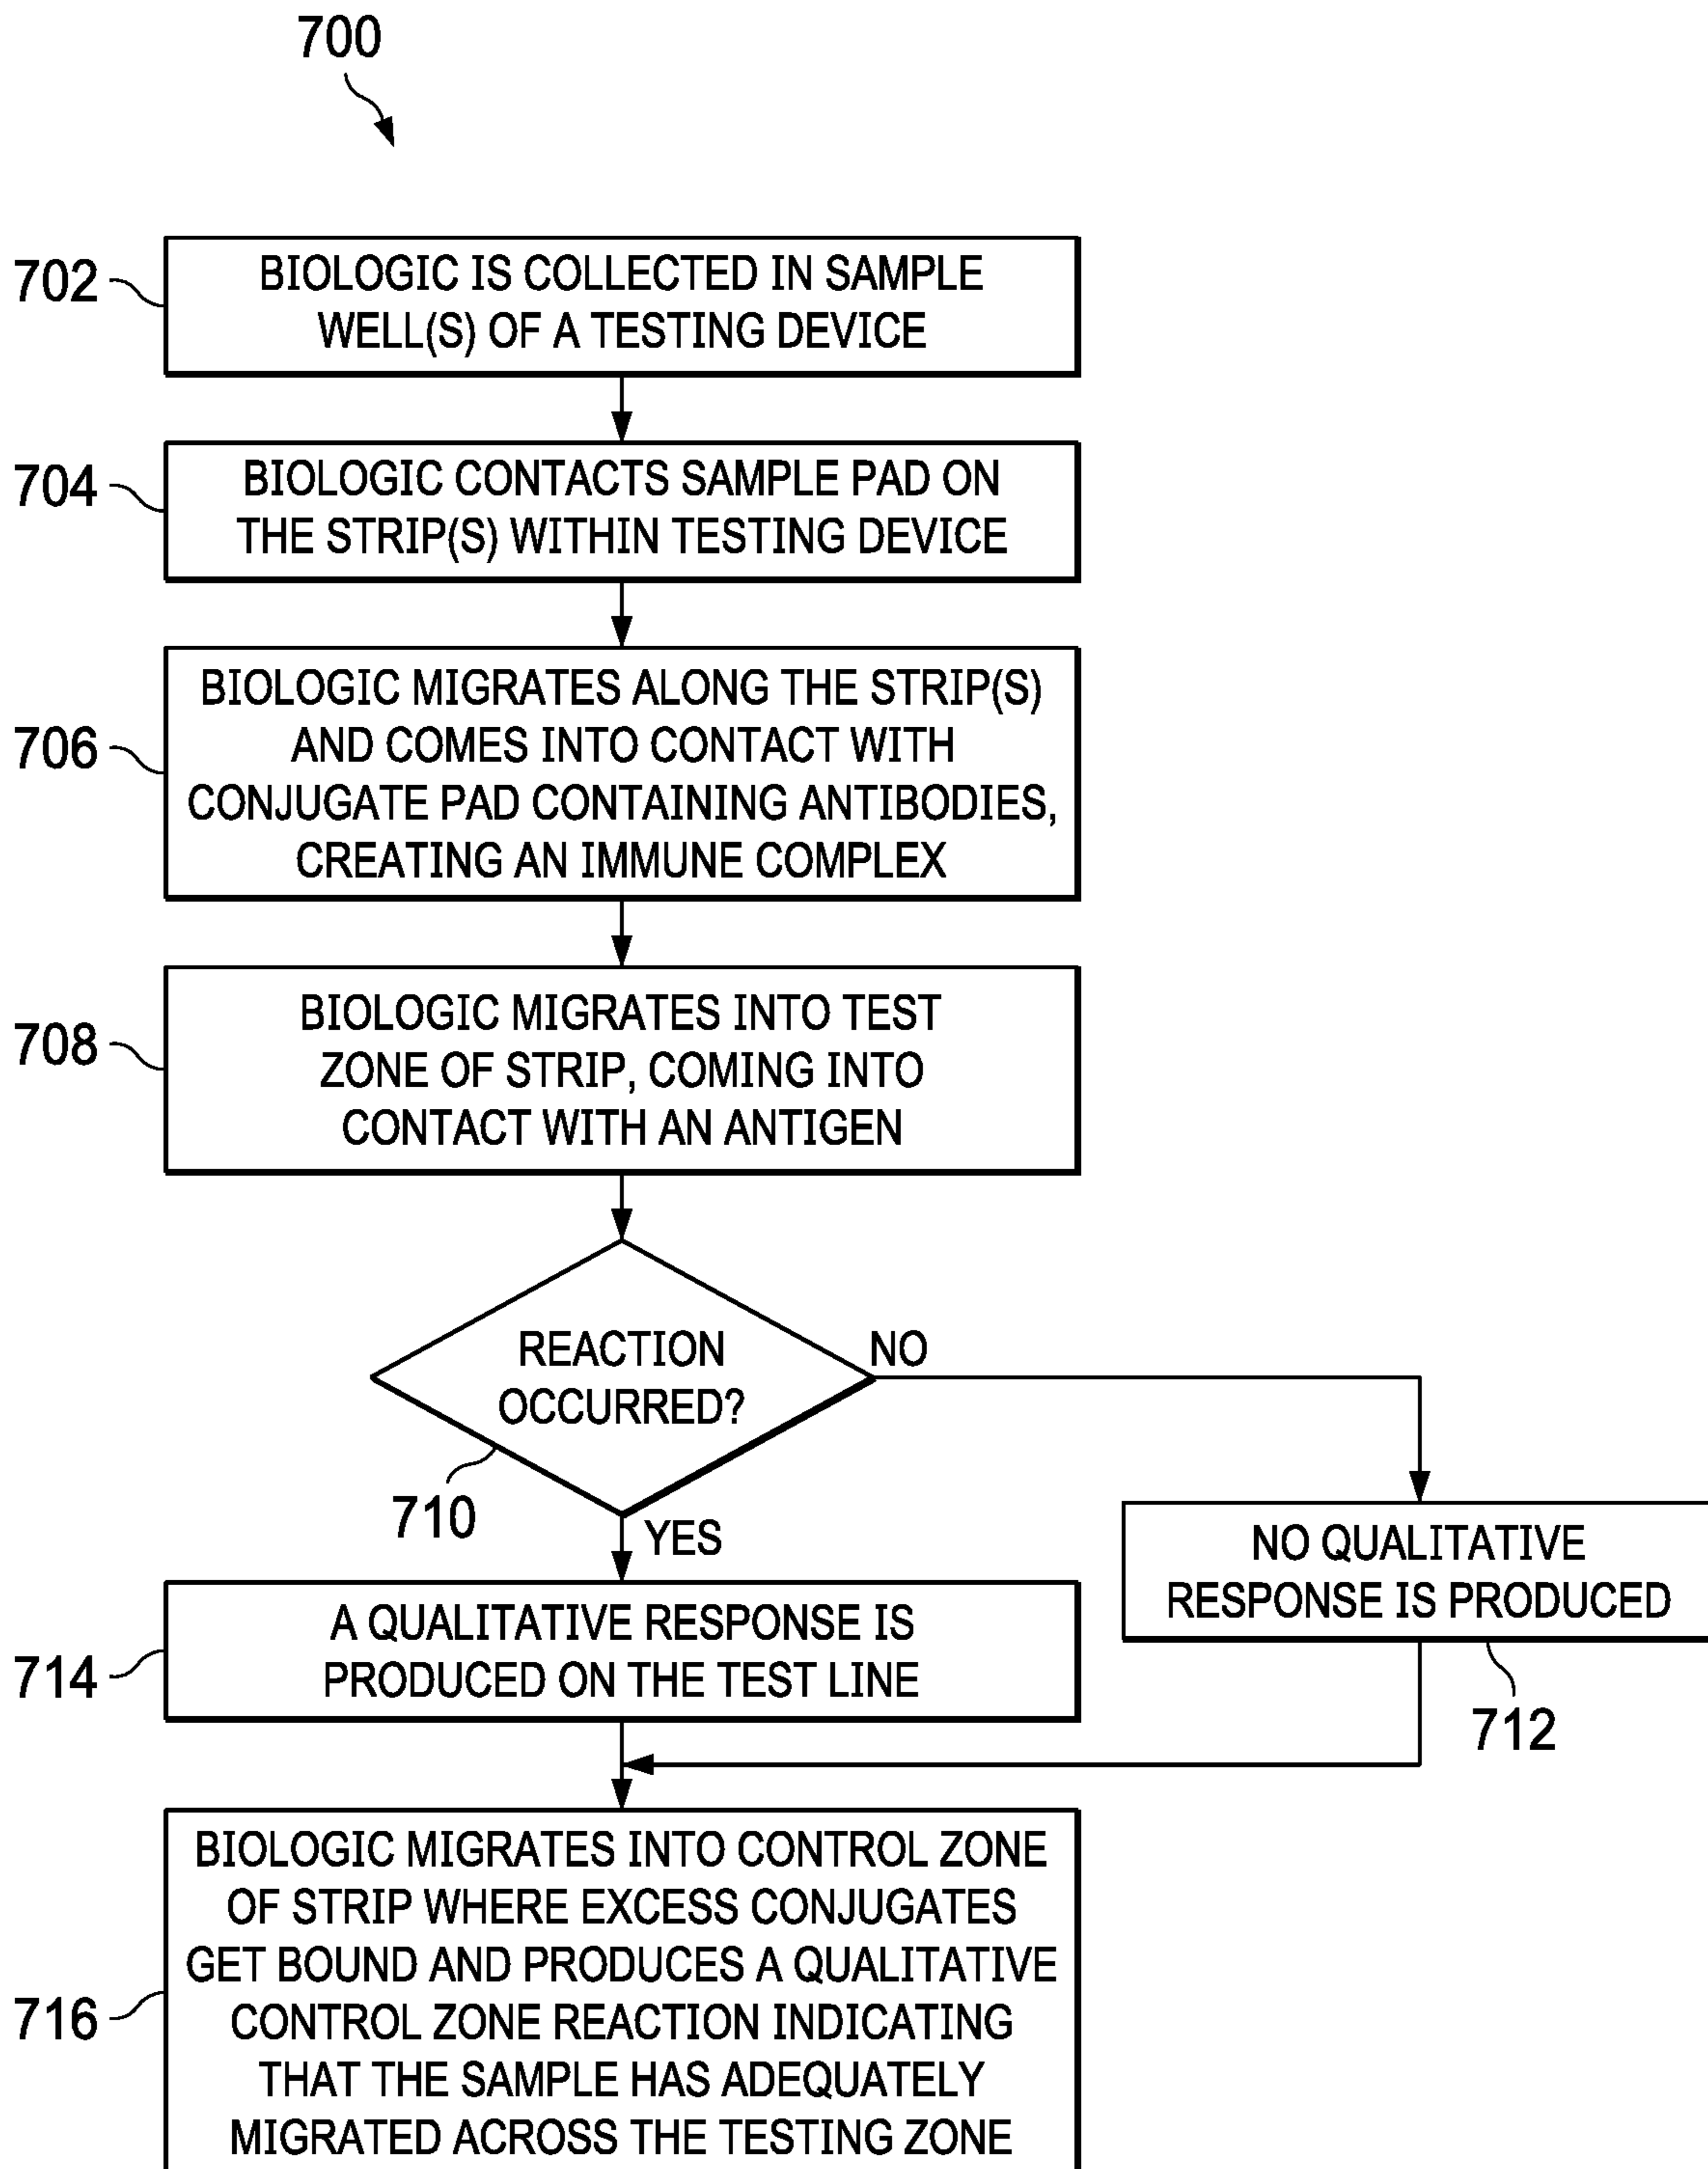 700
702
BIOLOGIC IS COLLECTED IN SAMPLE
WELL(S) OF A TESTING DEVICE
704
BIOLOGIC CONTACTS SAMPLE PAD ON
THE STRIP(S) WITHIN TESTING DEVICE
706
BIOLOGIC MIGRATES ALONG THE STRIP(S)
AND COMES INTO CONTACT WITH
CONJUGATE PAD CONTAINING ANTIBODIES,
CREATING AN IMMUNE COMPLEX
708
BIOLOGIC MIGRATES INTO TEST
ZONE OF STRIP, COMING INTO
CONTACT WITH AN ANTIGEN
REACTION
OCCURRED?
NO
710
YES
NO QUALITATIVE
RESPONSE IS PRODUCED
712
714
A QUALITATIVE RESPONSE IS
PRODUCED ON THE TEST LINE
716
BIOLOGIC MIGRATES INTO CONTROL ZONE
OF STRIP WHERE EXCESS CONJUGATES
GET BOUND AND PRODUCES A QUALITATIVE
CONTROL ZONE REACTION INDICATING
THAT THE SAMPLE HAS ADEQUATELY
MIGRATED ACROSS THE TESTING ZONE